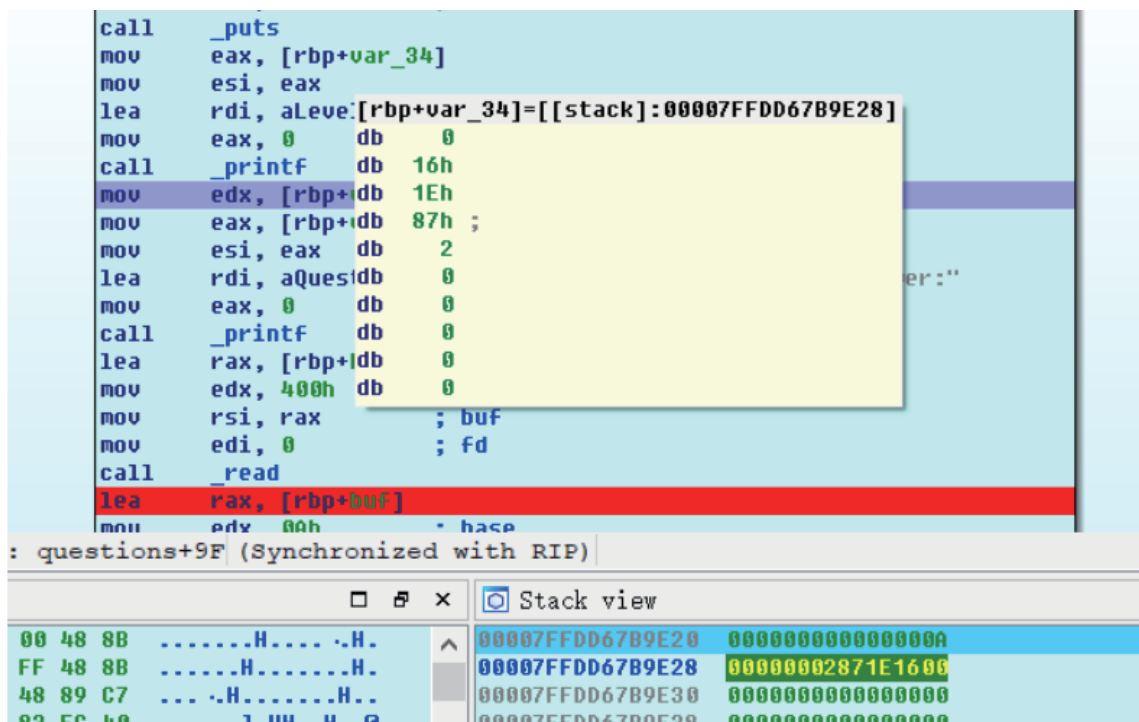 call _puts
mov eax, [rbp+var_34]
mov esi, eax
lea rdi, aLeve
mov eax, 0
call _printf
mov edx, [rbp+
mov eax, [rbp+
mov esi, eax
lea rdi, aQues er:"
mov eax, 0
call _printf
lea rax, [rbp+
mov edx, 400h
mov rsi, rax ; buf
mov edi, 0 ; fd
call _read
lea rax, [rbp+buf]
mov edx, 0Ah ; base
[rbp+var_34]=[[stack]:00007FFDD67B9E28]
db 0
db 16h
db 1Eh
db 87h ;
db 2
db 0
db 0
db 0
db 0
db 0
: questions+9F (Synchronized with RIP)
Stack view
00 48 8B .......H.... ·.H.
FF 48 8B ......H.......H.
48 89 C7 ... ·.H.......H..
00007FFDD67B9E20 000000000000000A
00007FFDD67B9E28 00000002871E1600
00007FFDD67B9E30 0000000000000000